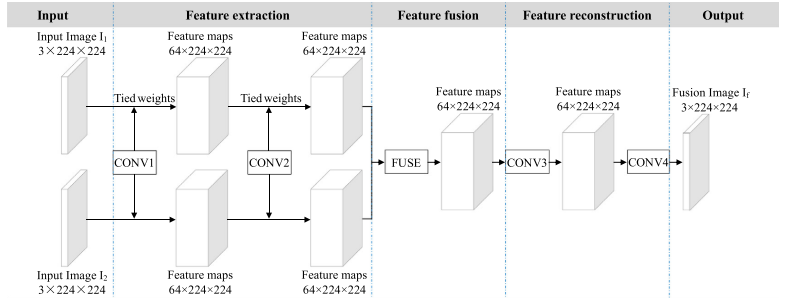 Input Feature extraction Feature fusion Feature reconstruction Output
Input Image I₁
3×224×224
Feature maps
64×224×224
Feature maps
64×224×224
Tied weights
Tied weights
Feature maps
64×224×224
Feature maps
64×224×224
Fusion Image I_f
3×224×224
CONV1
CONV2
FUSE
CONV3
CONV4
Input Image I₂
3×224×224
Feature maps
64×224×224
Feature maps
64×224×224